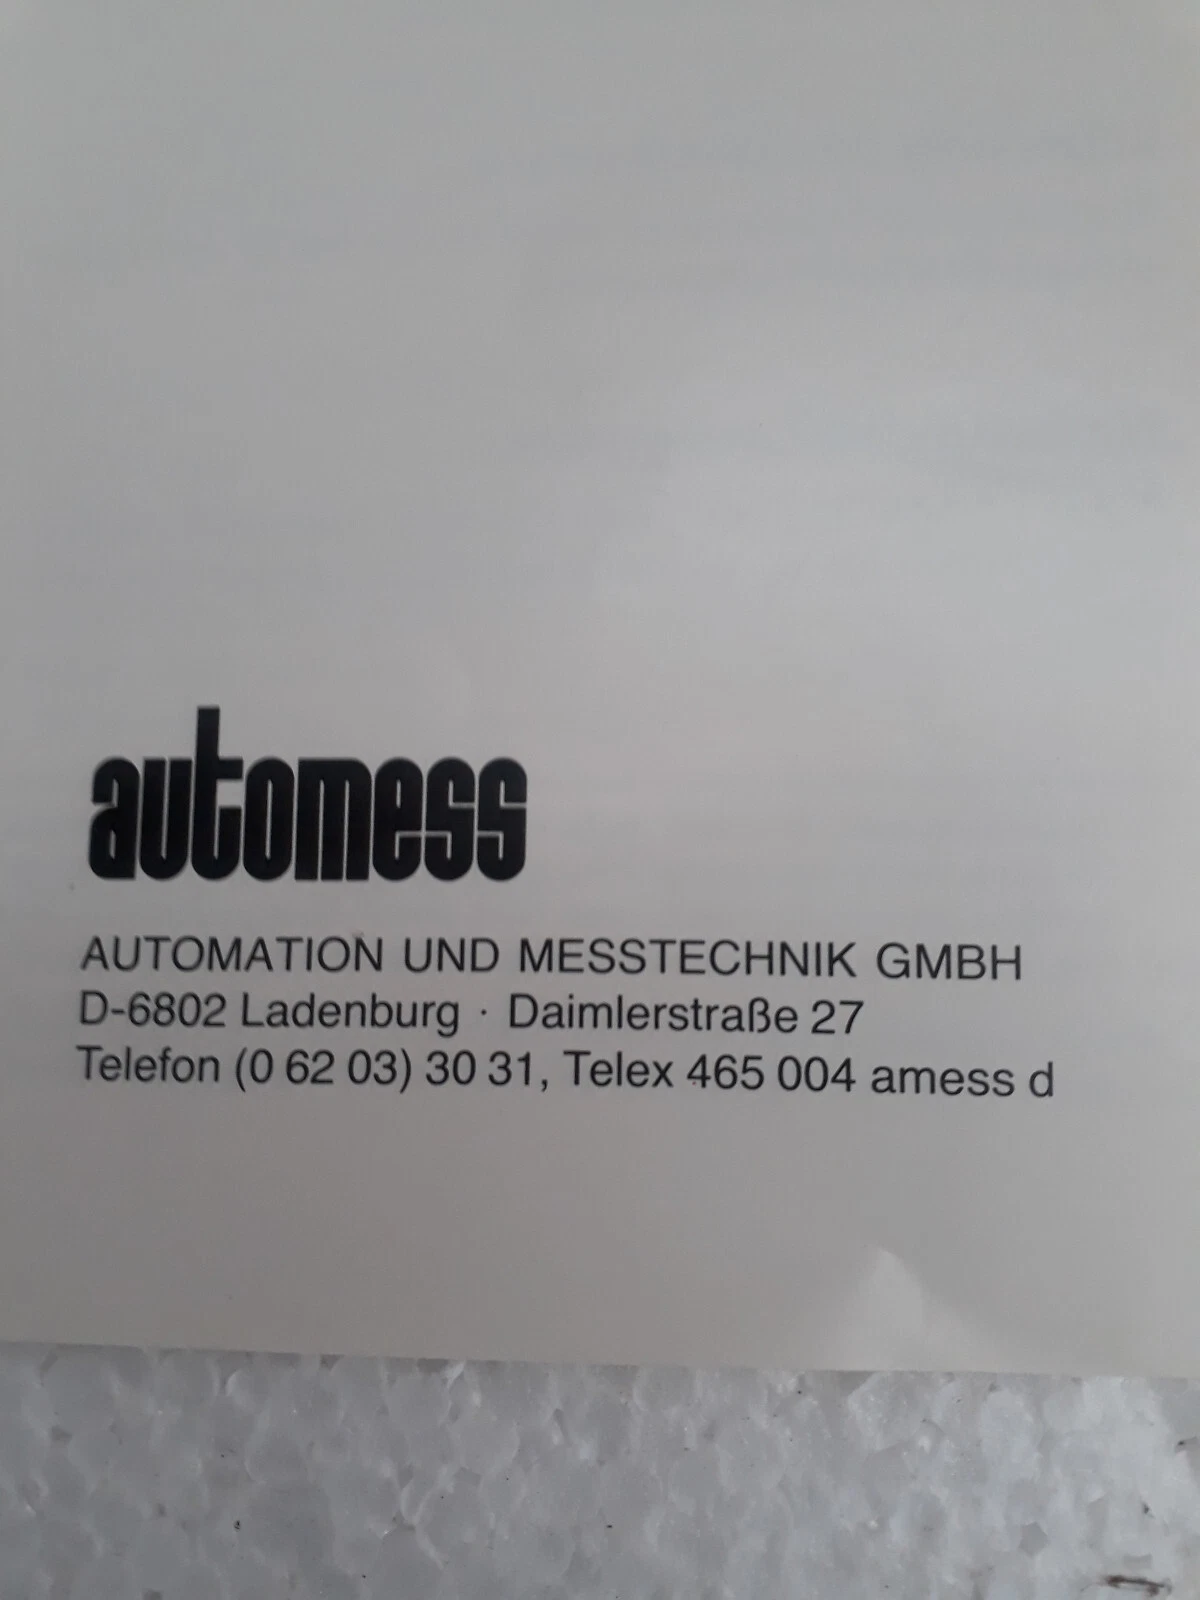 automess
AUTOMATION UND MESSTECHNIK GMBH
D-6802 Ladenburg · Daimlerstraße 27
Telefon (0 62 03) 30 31, Telex 465 004 amess d